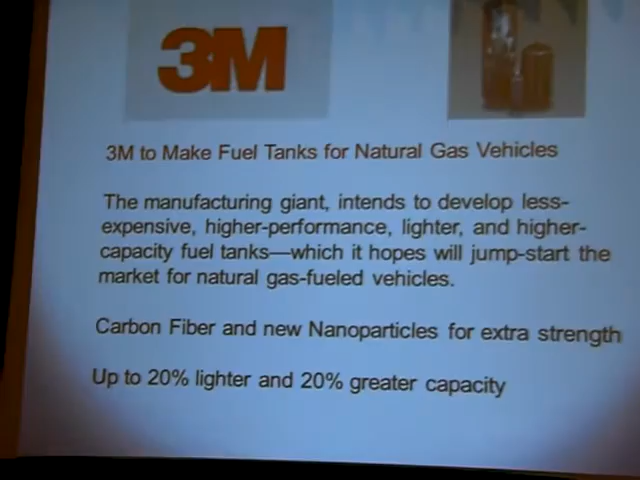 3M
3M to Make Fuel Tanks for Natural Gas Vehicles
The manufacturing giant, intends to develop less-
expensive, higher-performance, lighter, and higher-
capacity fuel tanks—which it hopes will jump-start the
market for natural gas-fueled vehicles.
Carbon Fiber and new Nanoparticles for extra strength
Up to 20% lighter and 20% greater capacity